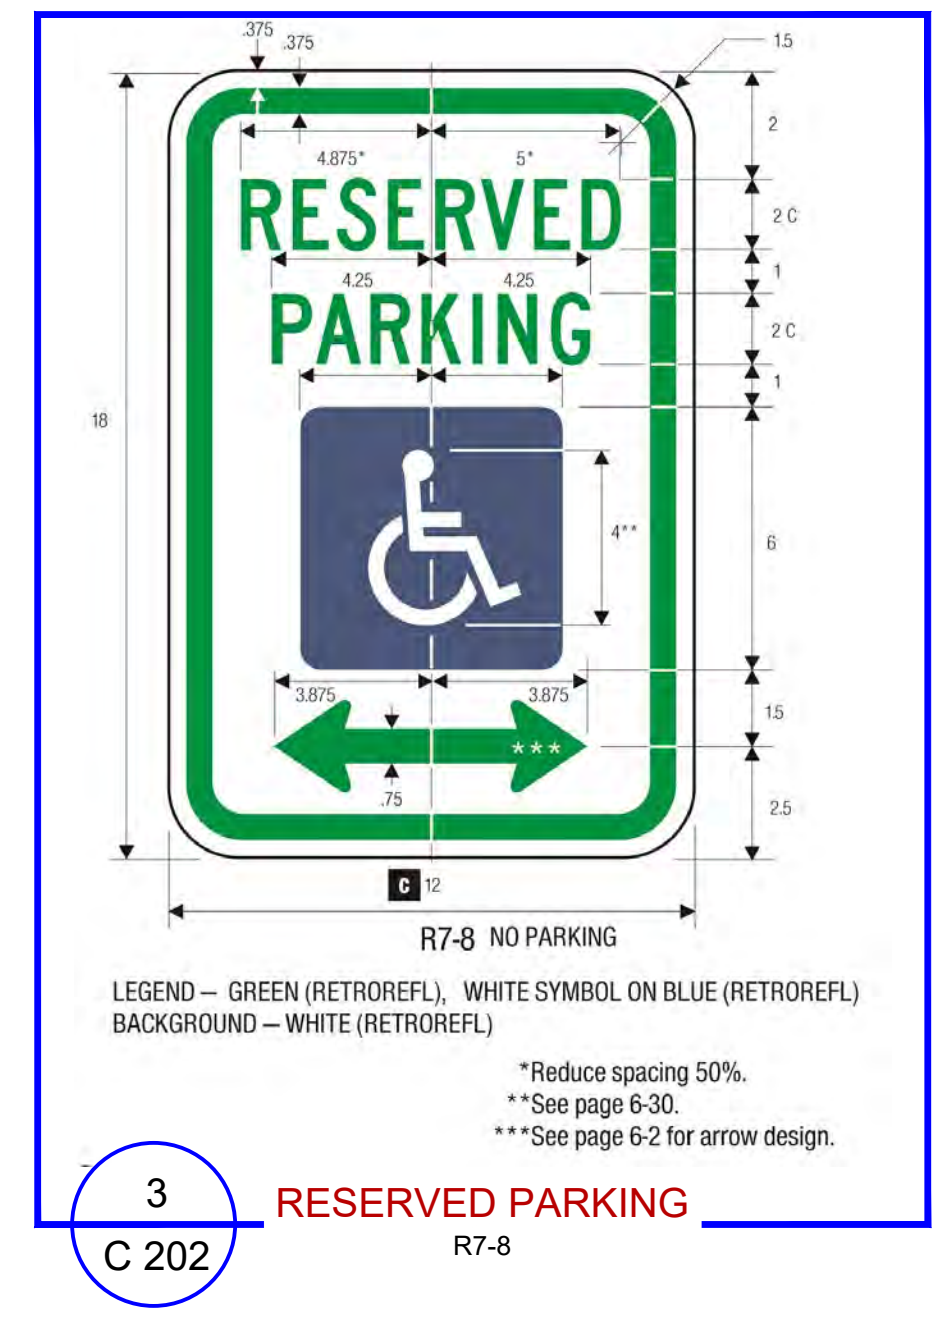 .375
.375
1.5
2
4.875* 5*
RESERVED
2 C
4.25 4.25
1
PARKING
2 C
1
18
4**
6
3.875 3.875
1.5
***
.75
2.5
C 12
R7-8 NO PARKING
LEGEND – GREEN (RETROREFL), WHITE SYMBOL ON BLUE (RETROREFL)
BACKGROUND – WHITE (RETROREFL)
*Reduce spacing 50%.
**See page 6-30.
***See page 6-2 for arrow design.
3
RESERVED PARKING
C 202
R7-8